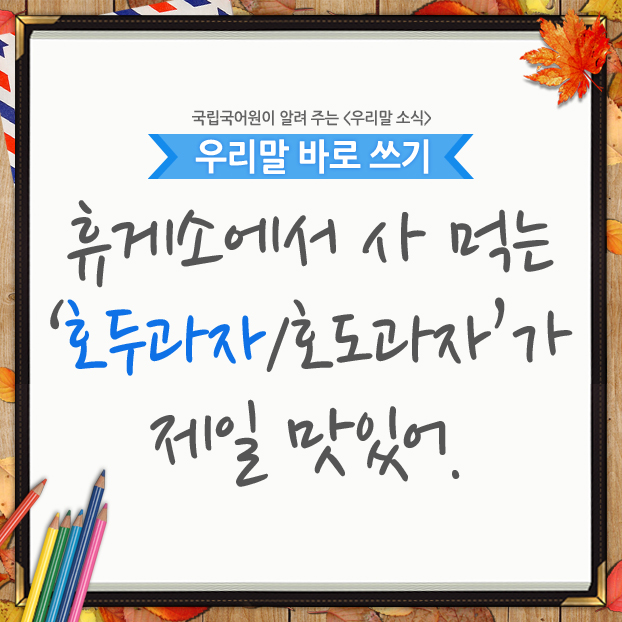 국립국어원이 알려 주는 <우리말 소식>
우리말 바로 쓰기
휴게소에서 사 먹는
‘호두과자/호도과자’가
제일 맛있어.